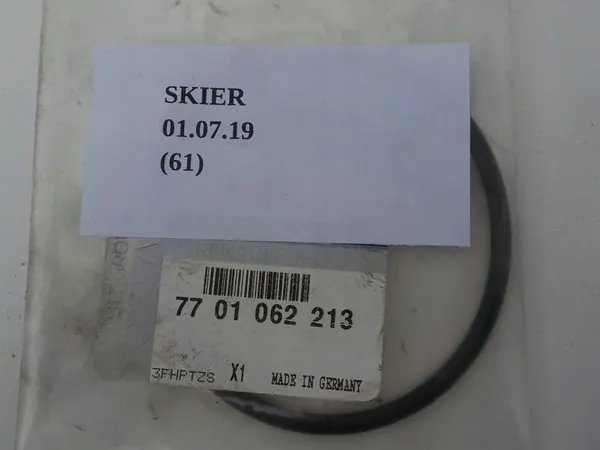 SKIER
01.07.19
(61)
77 01 062 213
3FHPTZS X1 MADE IN GERMANY